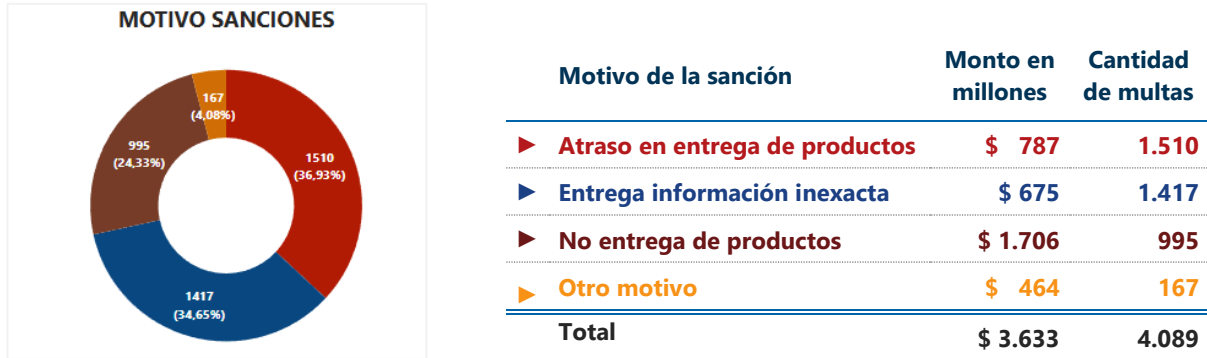 MOTIVO SANCIONES
167
(4,08%)
995
(24,33%)
1510
(36,93%)
1417
(34,65%)
Motivo de la sanción Monto en millones Cantidad de multas
Atraso en entrega de productos $ 787 1.510
Entrega información inexacta $ 675 1.417
No entrega de productos $ 1.706 995
Otro motivo $ 464 167
Total $ 3.633 4.089